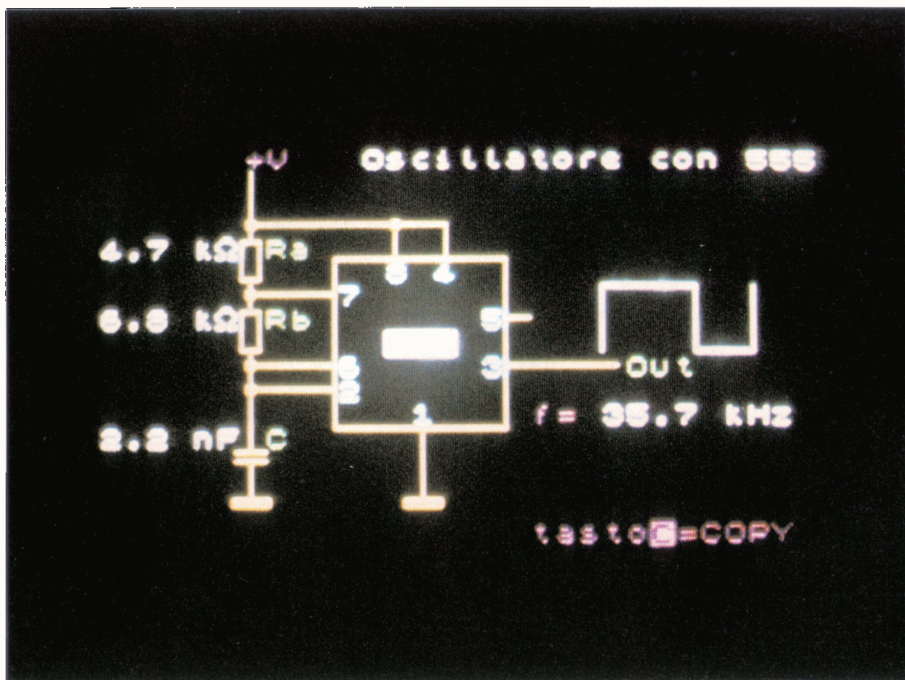 +V
Oscillatore con 555
4.7 kΩ Ra
8 4
7
6.8 kΩ Rb
5
6
3
Out
2
1
f= 35.7 kHz
2.2 nF C
tasto C=COPY